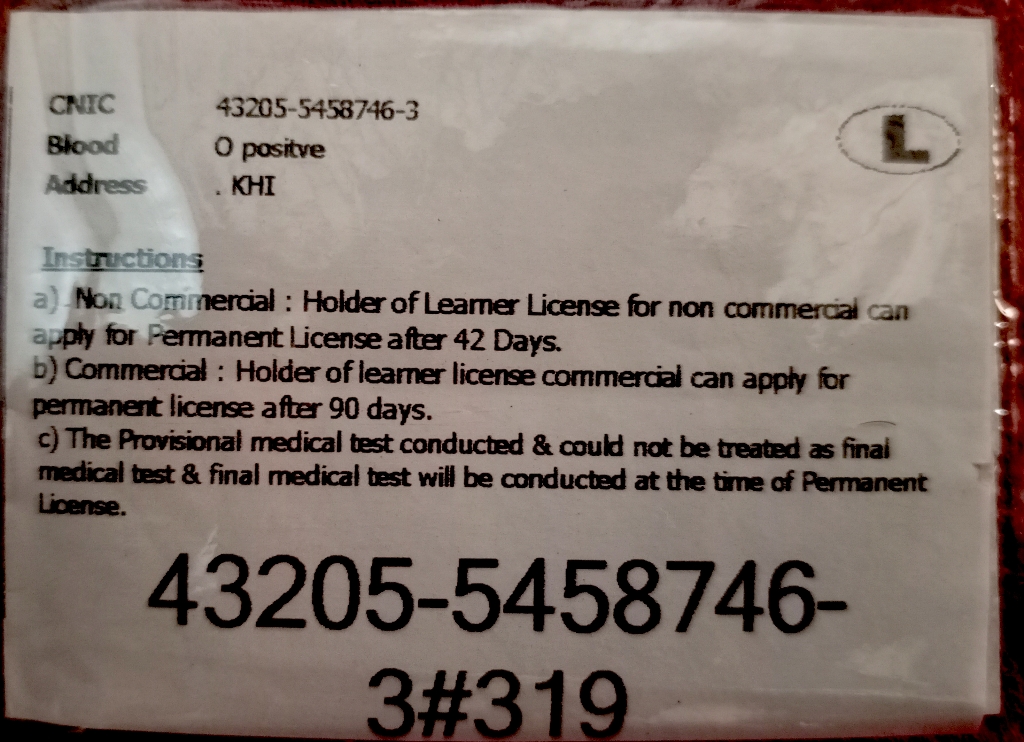 CNIC 43205-5458746-3
Blood O positve
Address . KHI
L
Instructions
a) Non Commercial : Holder of Learner License for non commercial can
apply for Permanent License after 42 Days.
b) Commercial : Holder of learner license commercial can apply for
permanent license after 90 days.
c) The Provisional medical test conducted & could not be treated as final
medical test & final medical test will be conducted at the time of Permanent
License.
43205-5458746-
3#319